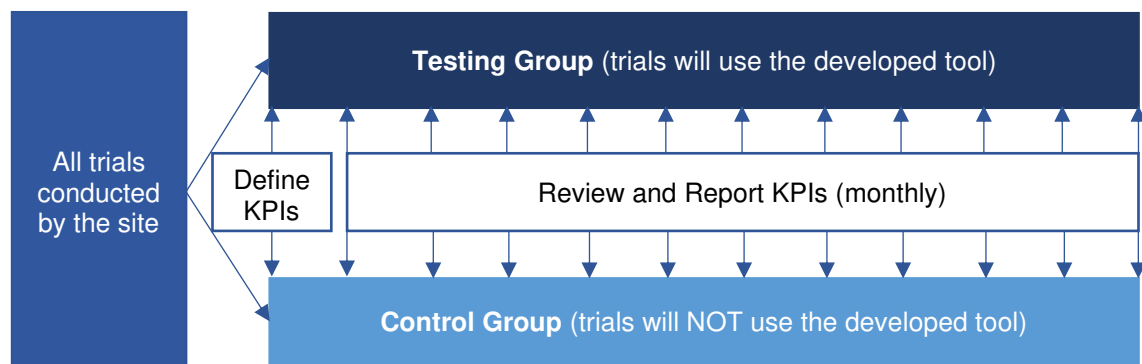 Testing Group (trials will use the developed tool)
All trials
conducted
by the site
Define
KPIs
Review and Report KPIs (monthly)
Control Group (trials will NOT use the developed tool)